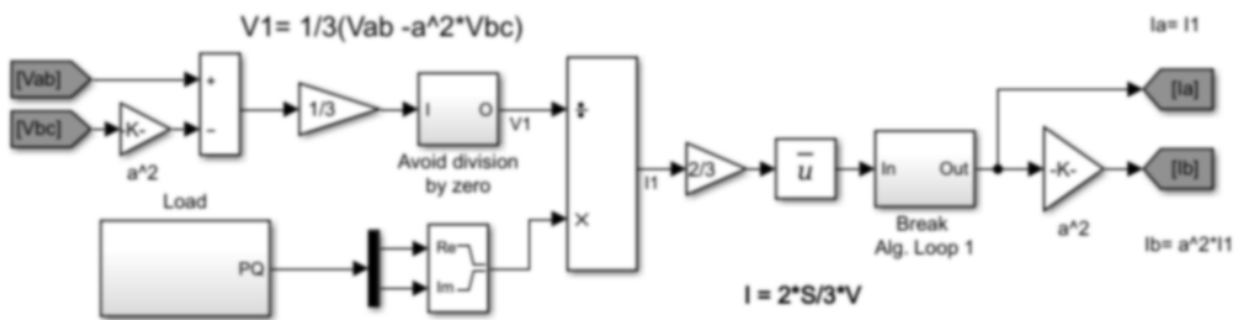 V1= 1/3(Vab -a^2*Vbc)
Ia= I1
[Vab]
[Vbc]
-K-
a^2
+
−
1/3
I
O
Avoid division
by zero
V1
÷
×
I1
2/3
u
In
Out
Break
Alg. Loop 1
-K-
a^2
[Ia]
[Ib]
Ib= a^2*I1
Load
PQ
Re
Im
I = 2*S/3*V